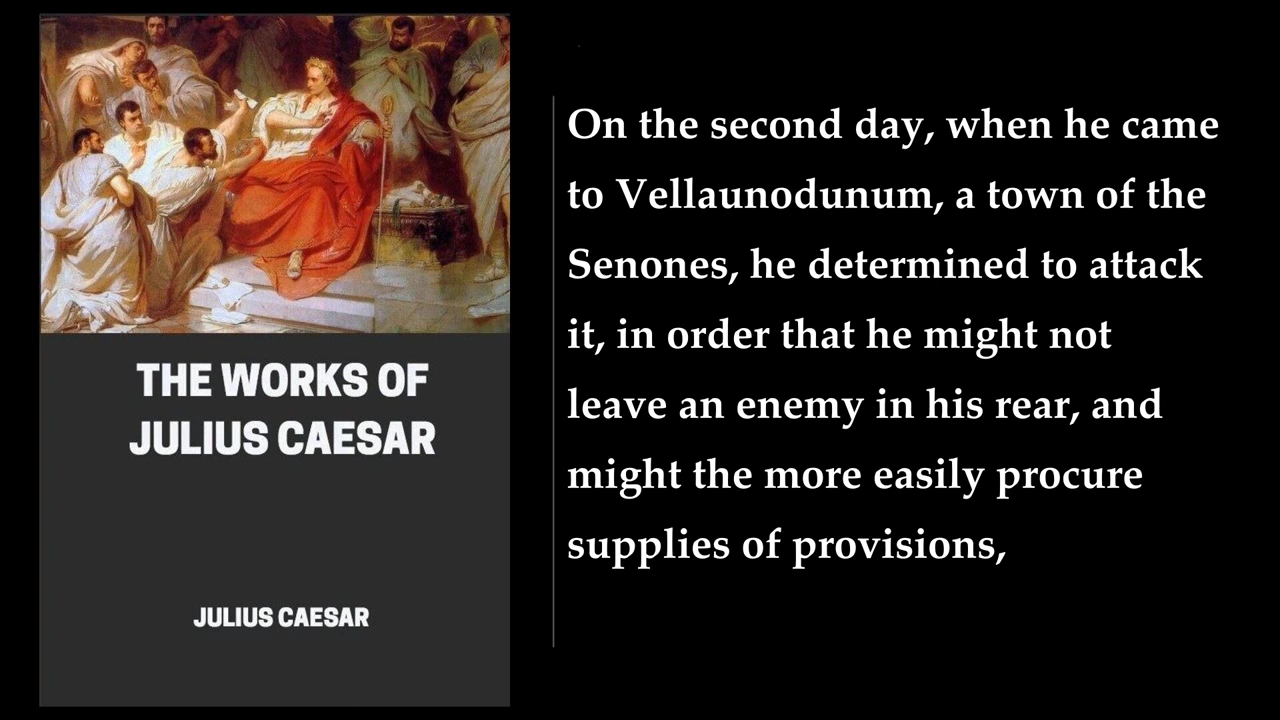 THE WORKS OF
JULIUS CAESAR
JULIUS CAESAR
On the second day, when he came
to Vellaunodunum, a town of the
Senones, he determined to attack
it, in order that he might not
leave an enemy in his rear, and
might the more easily procure
supplies of provisions,